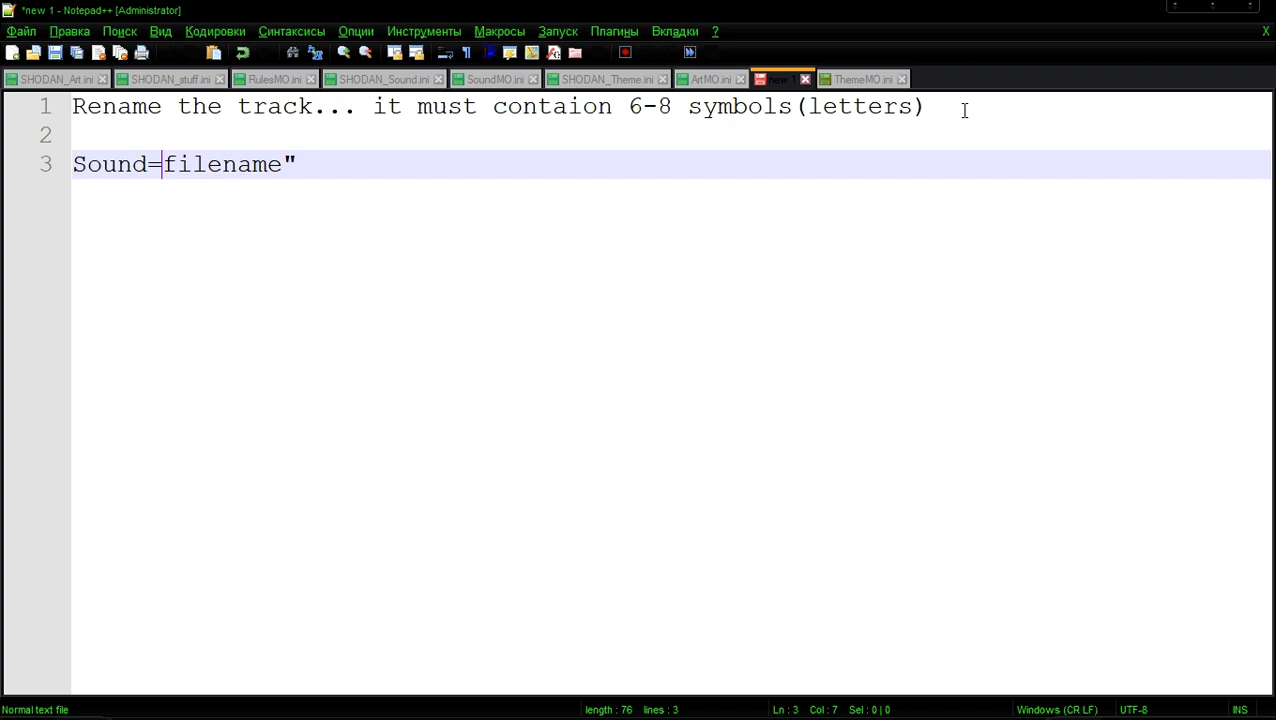 *new 1 - Notepad++ [Administrator]
Файл Правка Поиск Вид Кодировки Синтаксисы Опции Инструменты Макросы Запуск Плагины Вкладки ? X
SHODAN_Art.ini SHODAN_stuff.ini RulesMO.ini SHODAN_Sound.ini SoundMO.ini SHODAN_Theme.ini ArtMO.ini new 1 ThemeMO.ini
1 Rename the track... it must contaion 6-8 symbols(letters)
2
3 Sound=filename"
Normal text file length : 76 lines : 3 Ln : 3 Col : 7 Sel : 0 | 0 Windows (CR LF) UTF-8 INS